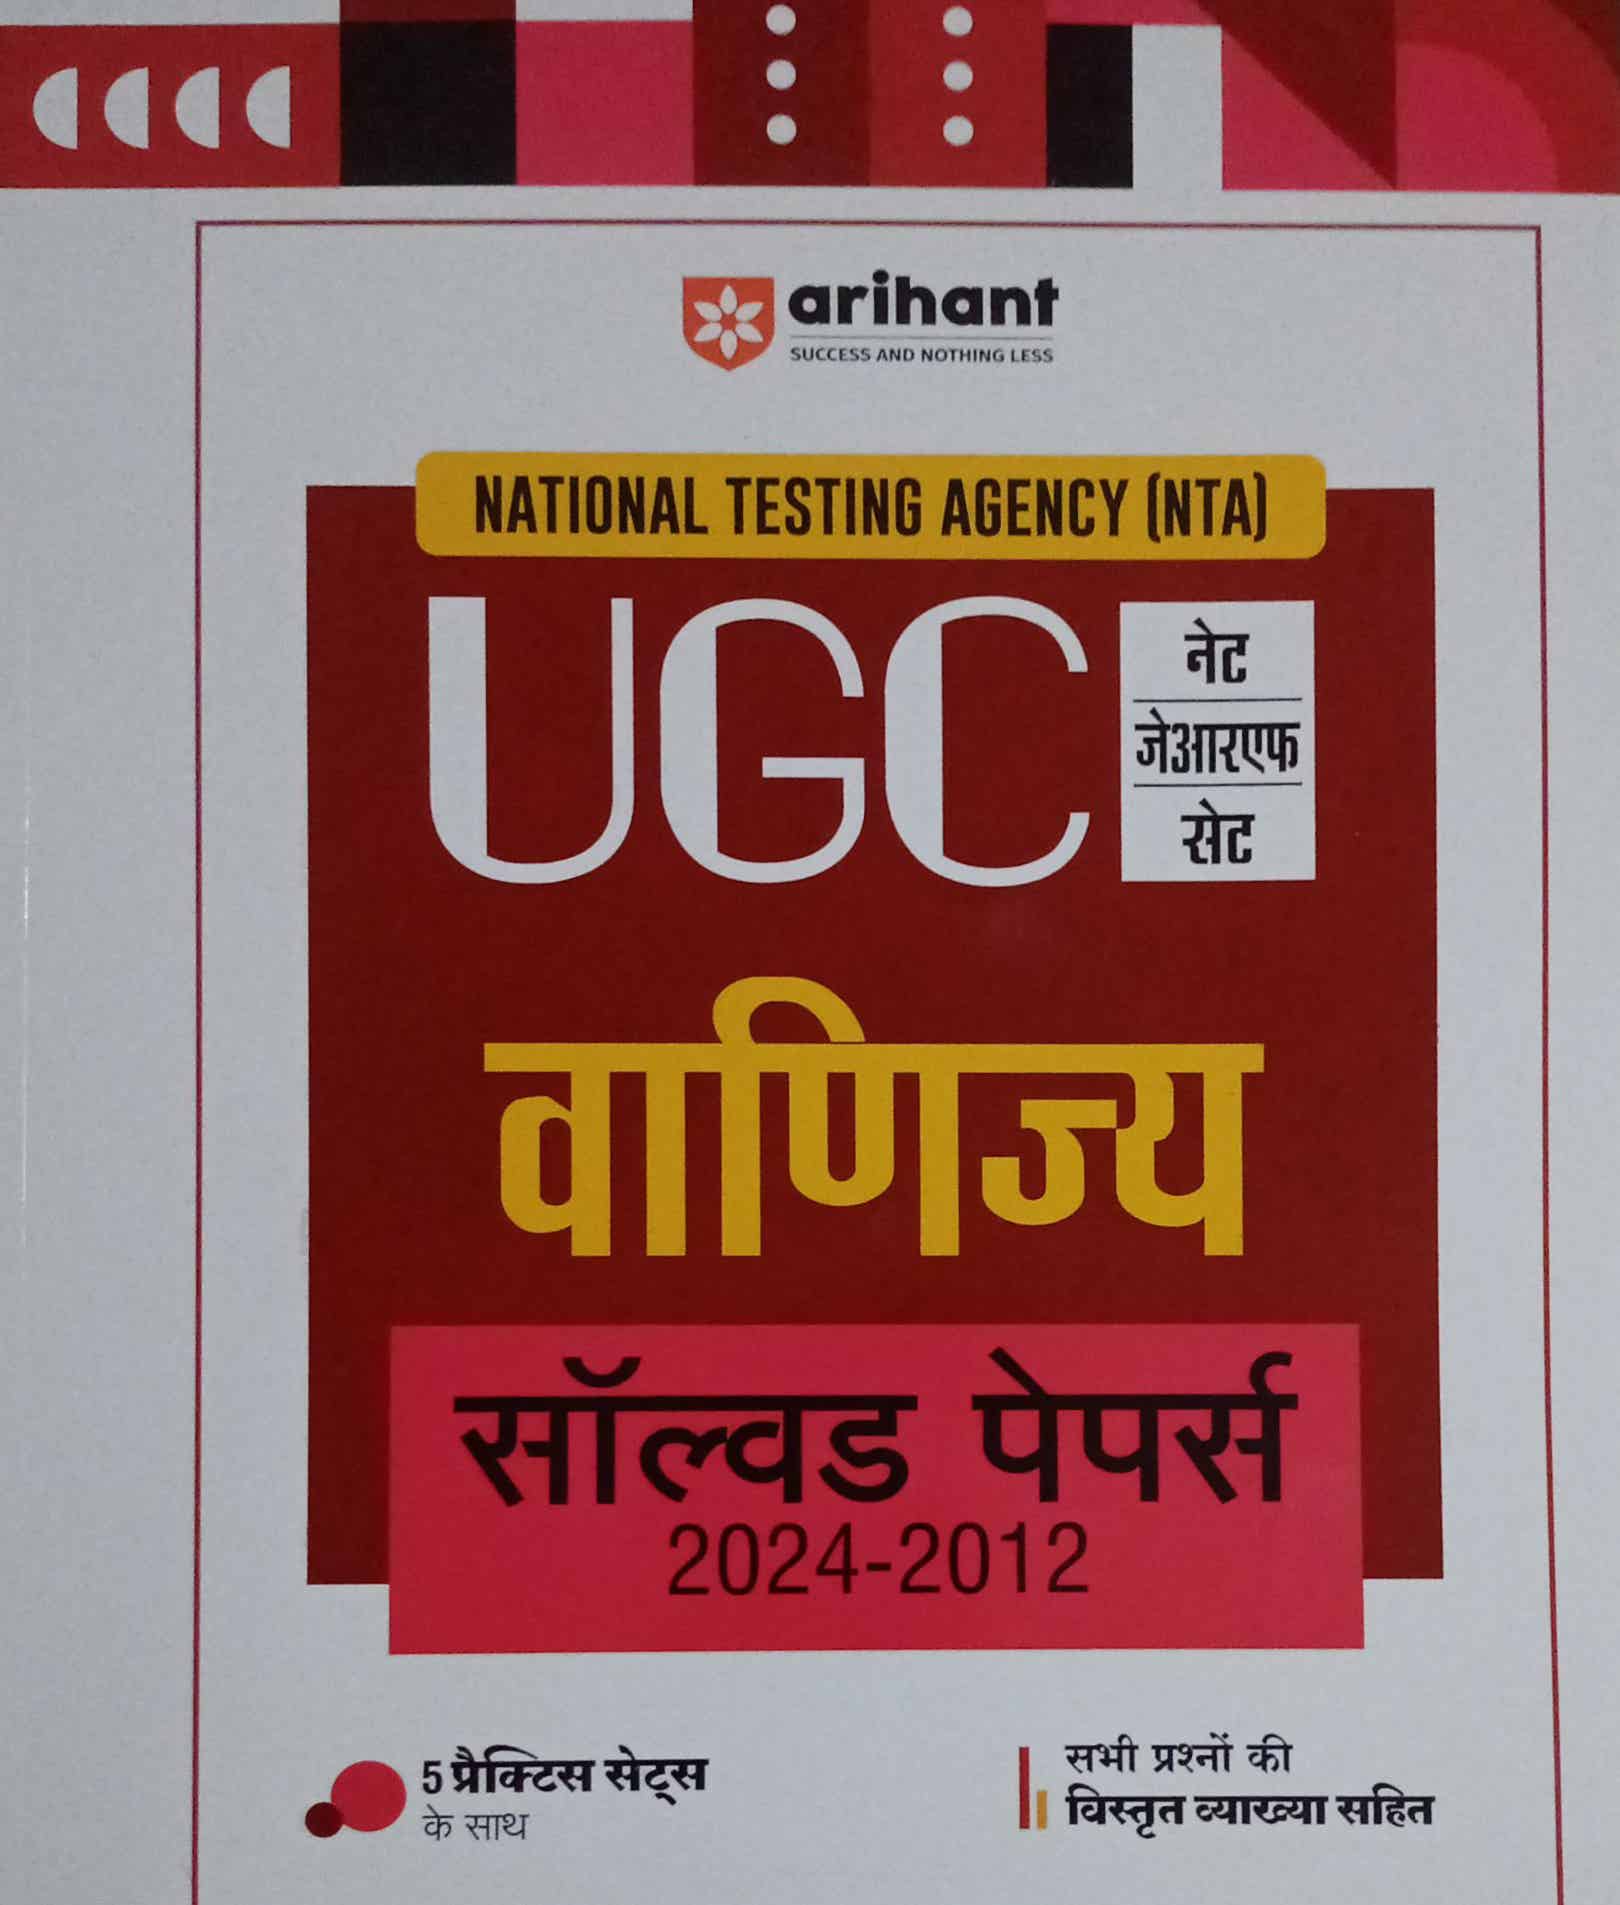 arihant
SUCCESS AND NOTHING LESS
NATIONAL TESTING AGENCY (NTA)
UGC
नेट
जेआरएफ
सेट
वाणिज्य
सॉल्वड पेपर्स
2024-2012
5 प्रैक्टिस सेट्स
के साथ
सभी प्रश्नों की
विस्तृत व्याख्या सहित